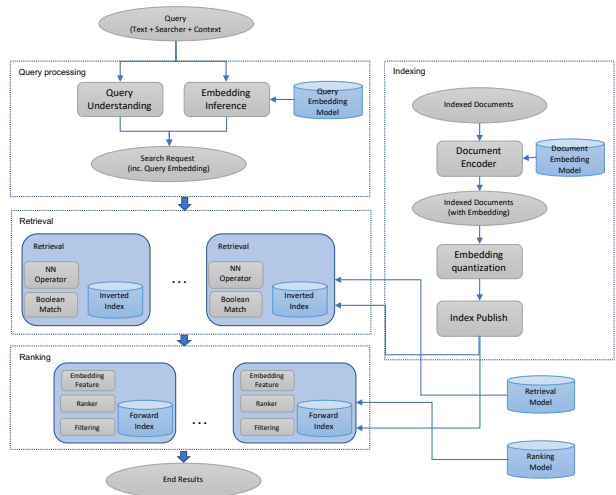 Query
(Text + Searcher + Context
Query processing
Query
Understanding
Embedding
Inference
Query
Embedding
Model
Search Request
(inc. Query Embedding)
Indexing
Indexed Documents
Document
Encoder
Document
Embedding
Model
Indexed Documents
(with Embedding)
Embedding
quantization
Index Publish
Retrieval
Retrieval
NN
Operator
Boolean
Match
Inverted
Index
...
Retrieval
NN
Operator
Boolean
Match
Inverted
Index
Ranking
Embedding
Feature
Ranker
Filtering
Forward
Index
...
Embedding
Feature
Ranker
Filtering
Forward
Index
Retrieval
Model
Ranking
Model
End Results